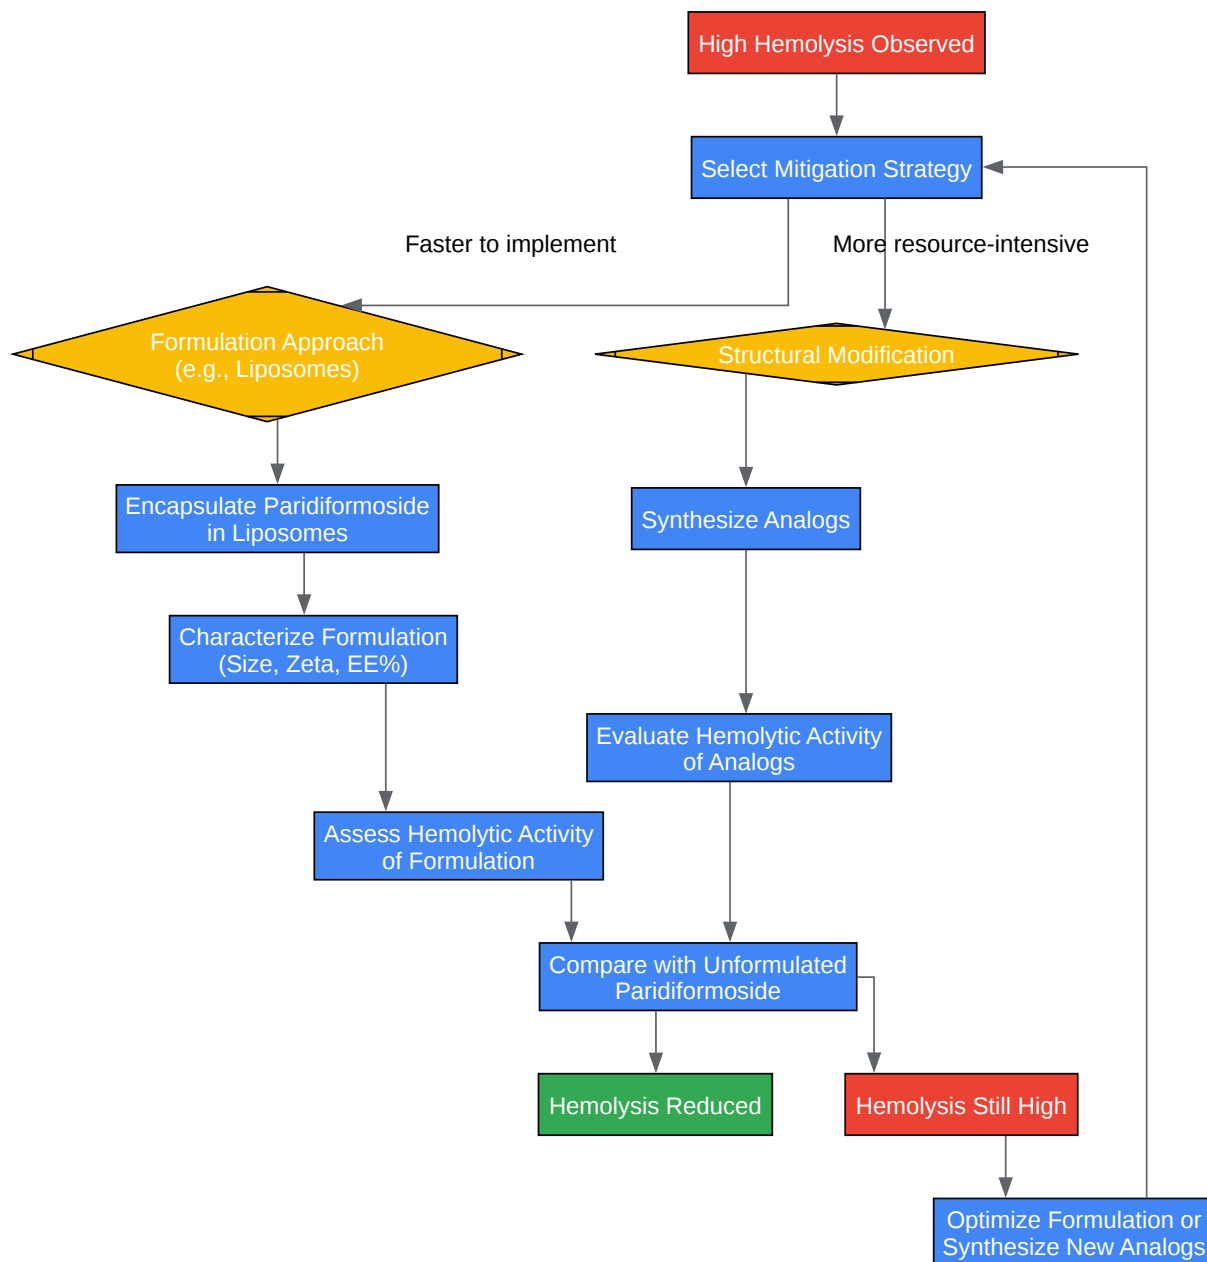 High Hemolysis Observed
Select Mitigation Strategy
Faster to implement
More resource-intensive
Formulation Approach
(e.g., Liposomes)
Structural Modification
Encapsulate Paridiformoside
in Liposomes
Synthesize Analogs
Characterize Formulation
(Size, Zeta, EE%)
Evaluate Hemolytic Activity
of Analogs
Assess Hemolytic Activity
of Formulation
Compare with Unformulated
Paridiformoside
Hemolysis Reduced
Hemolysis Still High
Optimize Formulation or
Synthesize New Analogs